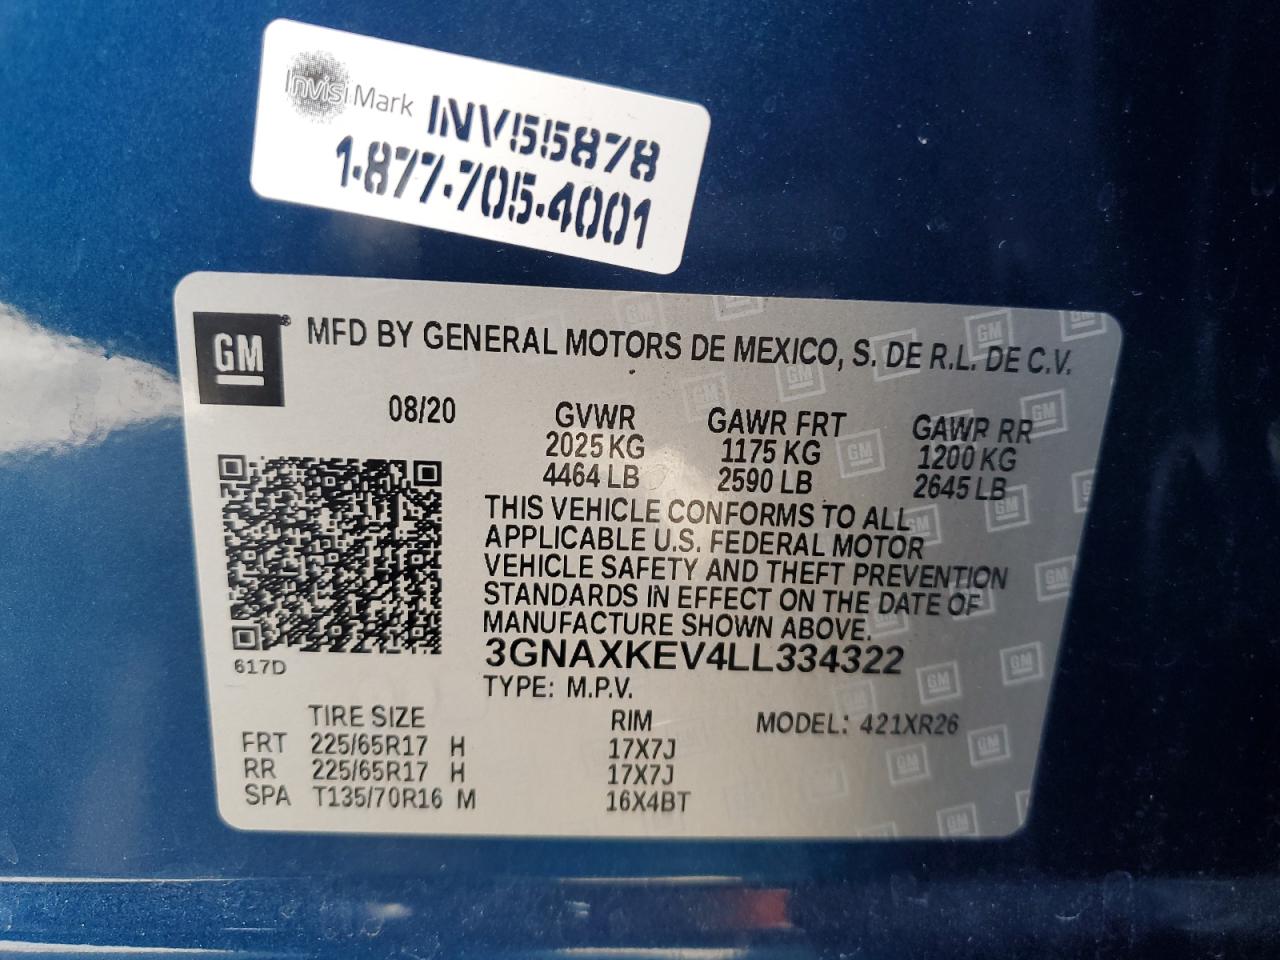 InvisiMark INV55878
1-877-705-4001
GM® MFD BY GENERAL MOTORS DE MEXICO, S. DE R.L. DE C.V.
08/20
GVWR GAWR FRT GAWR RR
2025 KG 1175 KG 1200 KG
4464 LB 2590 LB 2645 LB
THIS VEHICLE CONFORMS TO ALL
APPLICABLE U.S. FEDERAL MOTOR
VEHICLE SAFETY AND THEFT PREVENTION
STANDARDS IN EFFECT ON THE DATE OF
MANUFACTURE SHOWN ABOVE.
617D
3GNAXKEV4LL334322
TYPE: M.P.V.
TIRE SIZE RIM MODEL: 421XR26
FRT 225/65R17 H 17X7J
RR 225/65R17 H 17X7J
SPA T135/70R16 M 16X4BT